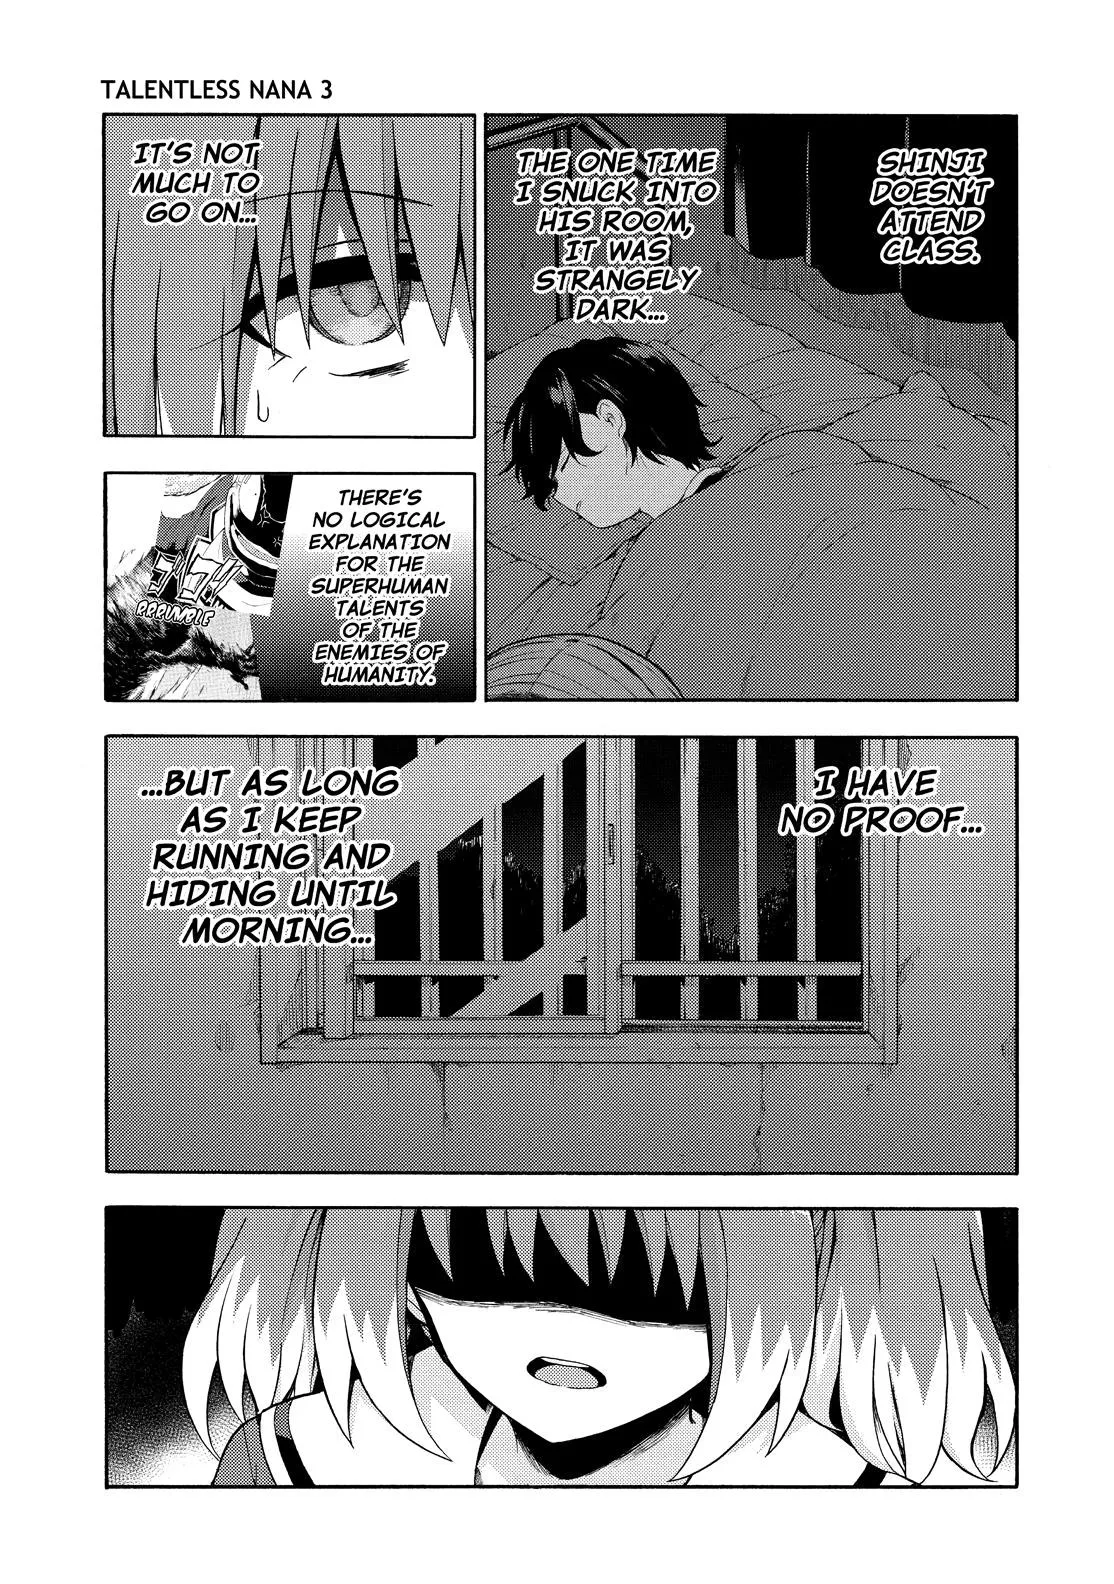 TALENTLESS NANA 3
SHINJI
DOESN'T
ATTEND
CLASS.
THE ONE TIME
I SNUCK INTO
HIS ROOM,
IT WAS
STRANGELY
DARK...
IT'S NOT
MUCH TO
GO ON...
THERE'S
NO LOGICAL
EXPLANATION
FOR THE
SUPERHUMAN
TALENTS
OF THE
ENEMIES OF
HUMANITY.
RRRUMBLE
I HAVE
NO PROOF...
...BUT AS LONG
AS I KEEP
RUNNING AND
HIDING UNTIL
MORNING...